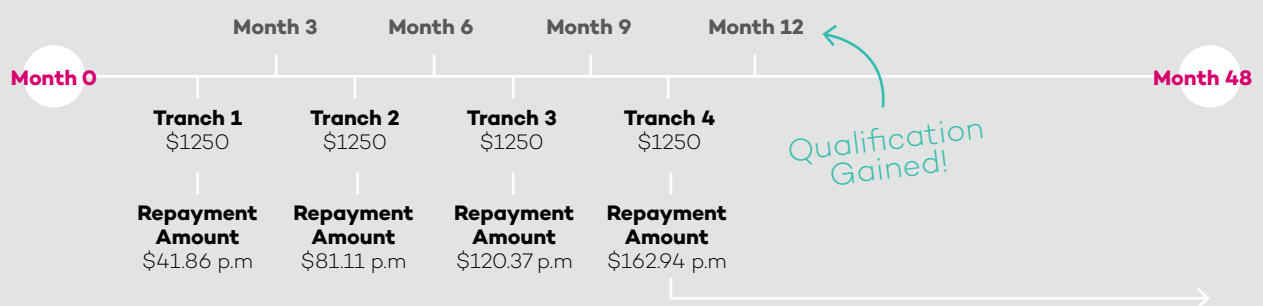 Month 3
Month 6
Month 9
Month 12
Month 0
Month 48
Tranch 1
$1250
Tranch 2
$1250
Tranch 3
$1250
Tranch 4
$1250
Qualification
Gained!
Repayment
Amount
$41.86 p.m
Repayment
Amount
$81.11 p.m
Repayment
Amount
$120.37 p.m
Repayment
Amount
$162.94 p.m